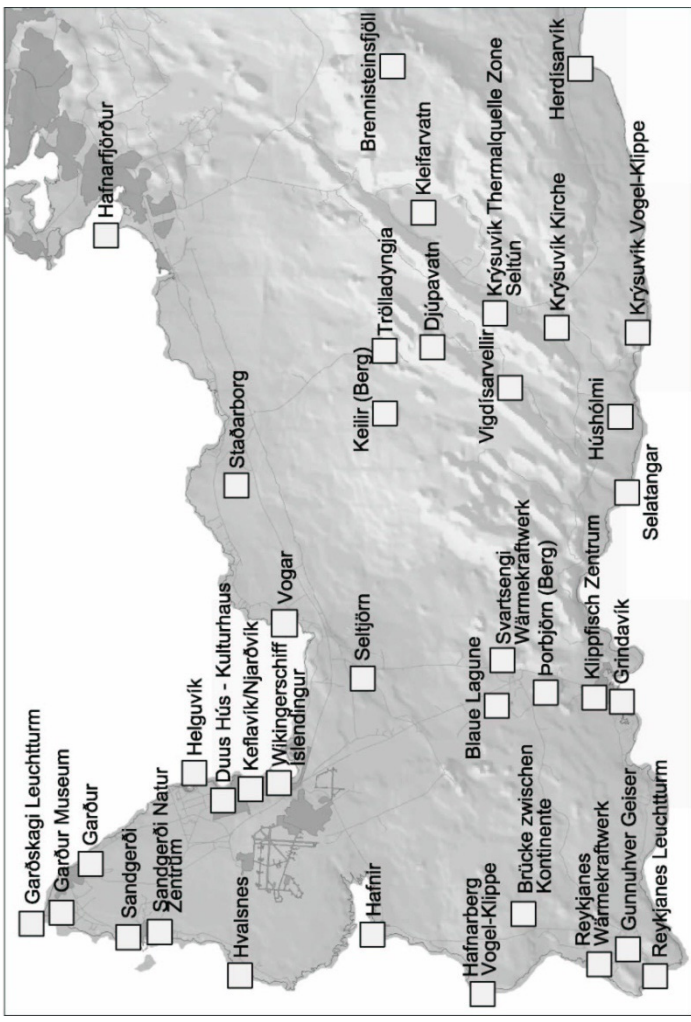 Garðskagi Leuchtturm
Garður Museum
Garður
Sandgerði
Sandgerði Natur
Zentrum
Helguvík
Duus Hús - Kulturhaus
Keflavík/Njarðvík
Wikingerschiff
Íslendingur
Hvalsnes
Vogar
Staðarborg
Hafnarfjörður
Hafnir
Seltjörn
Keilir (Berg)
Trölladyngja
Djúpavatn
Kleifarvatn
Brennisteinsfjöll
Hafnarberg
Vogel-Klippe
Brücke zwischen
Kontinente
Blaue Lagune
Svartsengi
Wärmekraftwerk
Þorbjörn (Berg)
Vigdísarvellir
Krýsuvík Thermalquelle Zone
Seltún
Krýsuvík Kirche
Herdísarvík
Reykjanes
Wärmekraftwerk
Gunnuhver Geiser
Reykjanes Leuchtturm
Klippfisch Zentrum
Grindavík
Selatangar
Húshólmi
Krýsuvík Vogel-Klippe